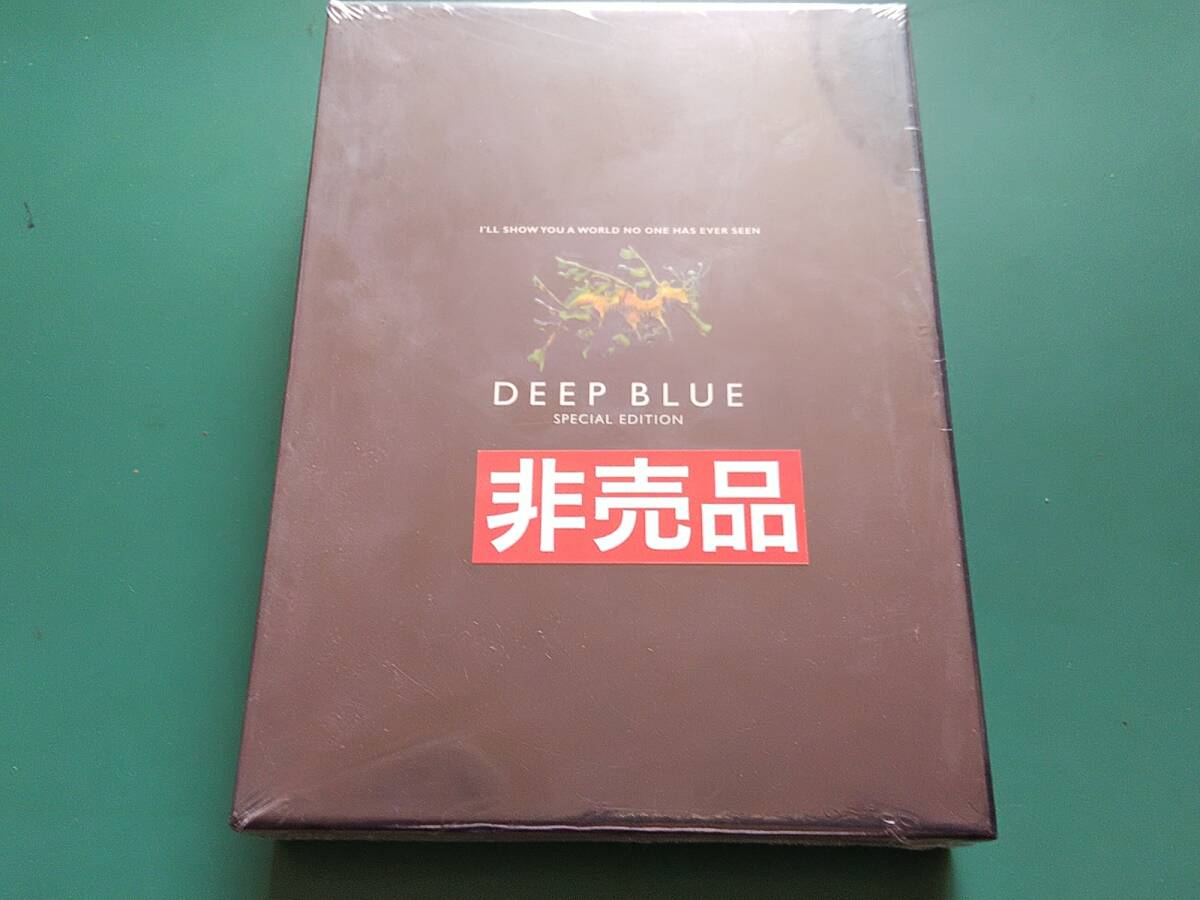 I'LL SHOW YOU A WORLD NO ONE HAS EVER SEEN
DEEP BLUE
SPECIAL EDITION
非売品